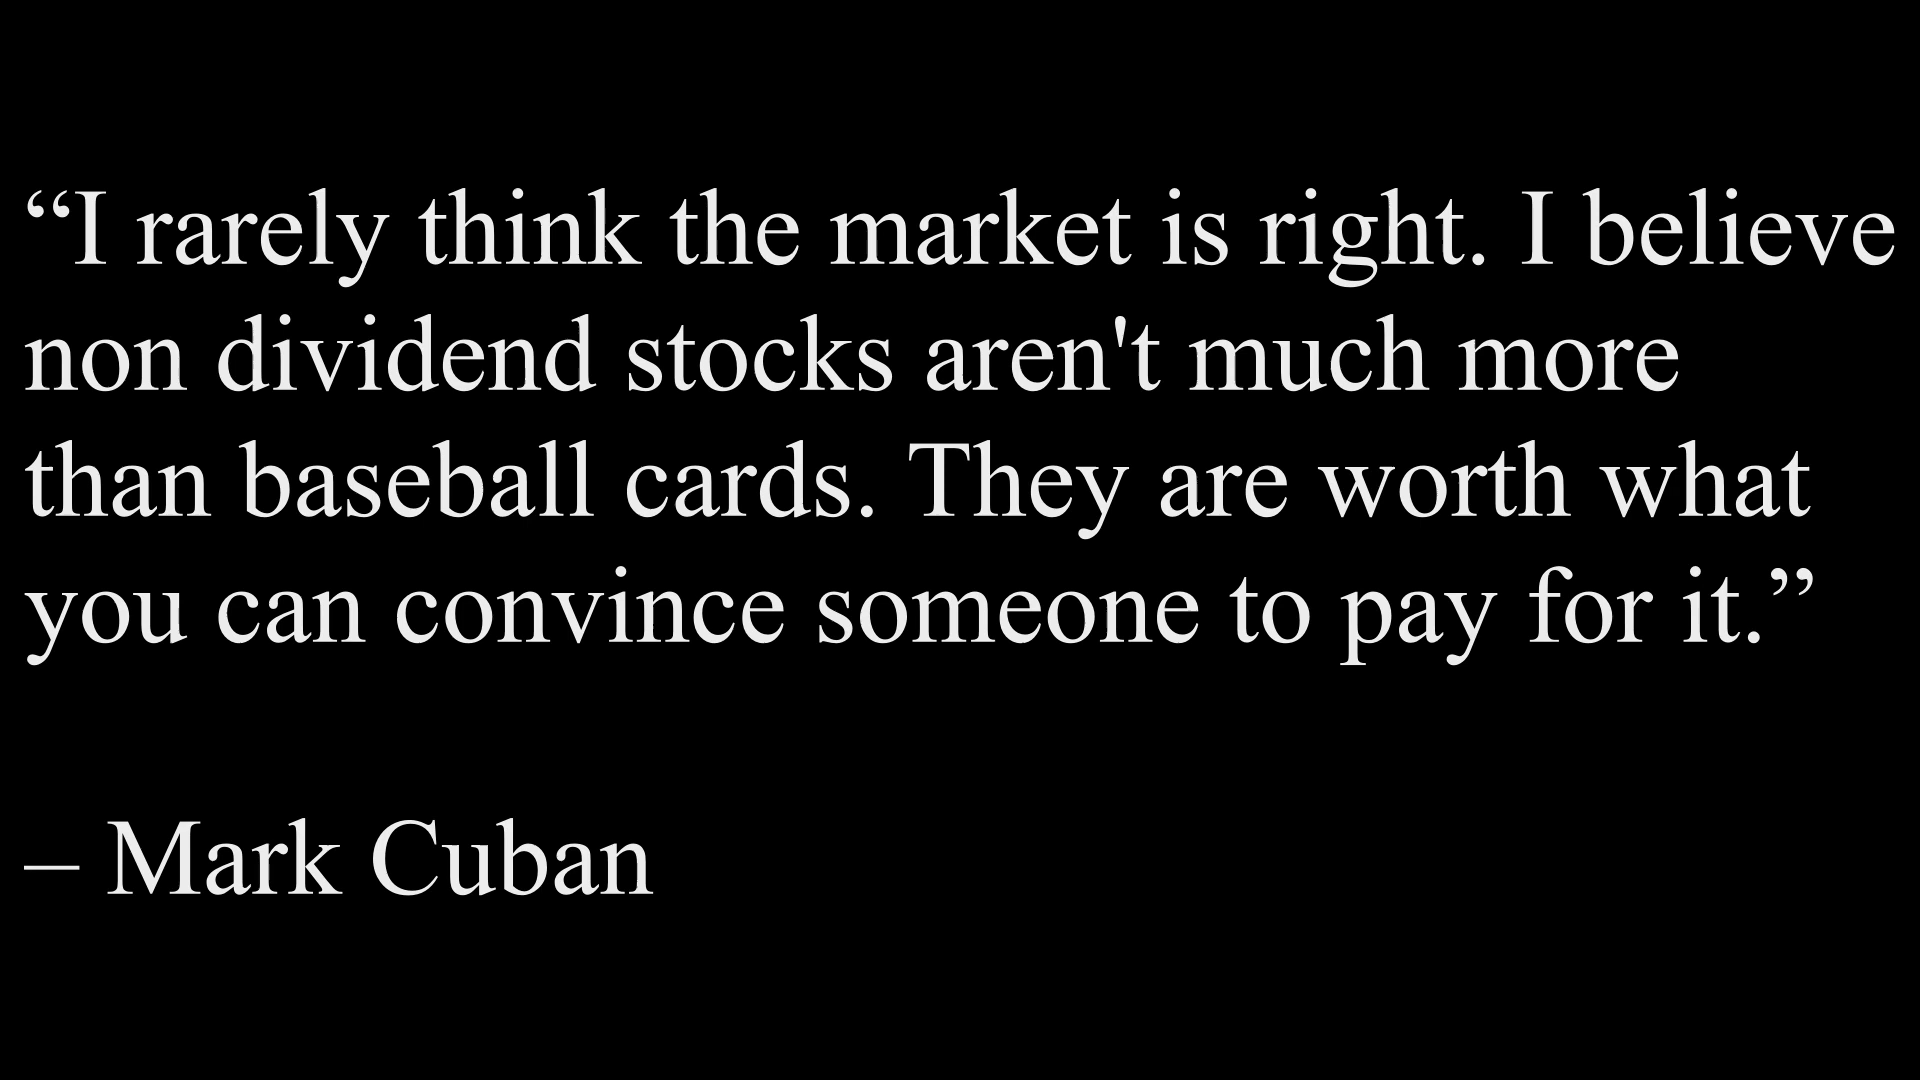 “I rarely think the market is right. I believe
non dividend stocks aren't much more
than baseball cards. They are worth what
you can convince someone to pay for it.”
– Mark Cuban